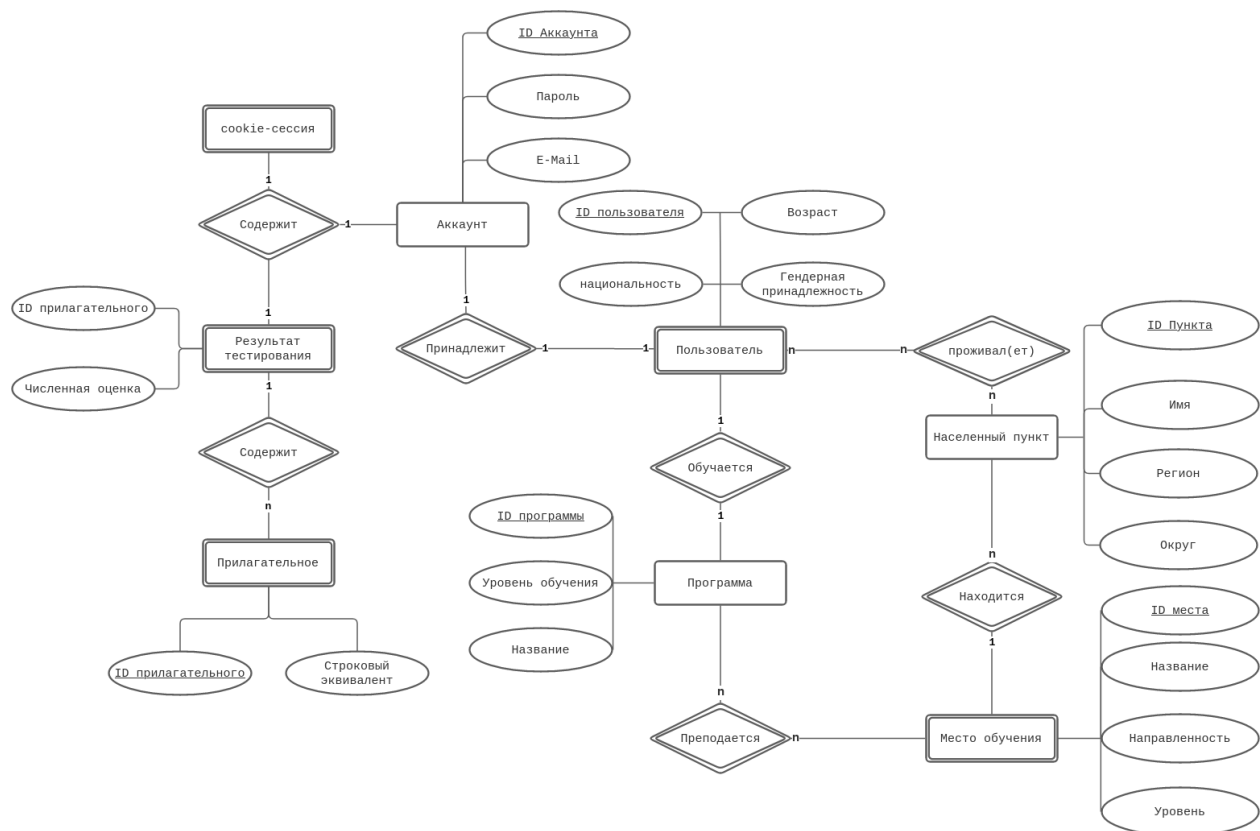 ID Аккаунта
Пароль
E-Mail
cookie-сессия
1
Содержит
1
Аккаунт
1
ID прилагательного
Численная оценка
Результат
тестирования
1
Содержит
n
Прилагательное
ID прилагательного
Строковый
эквивалент
1
Принадлежит
1
1
ID пользователя
Возраст
национальность
Гендерная
принадлежность
Пользователь
n
n
проживал(ет)
n
Населенный пункт
ID Пункта
Имя
Регион
Округ
1
Обучается
1
ID программы
Уровень обучения
Название
Программа
n
Преподается
n
n
Находится
1
Место обучения
ID места
Название
Направленность
Уровень